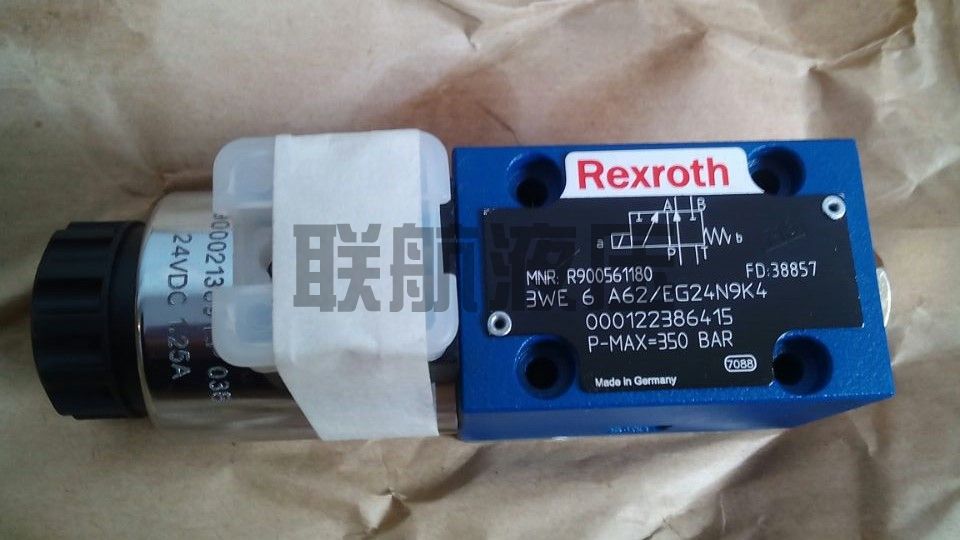 Rexroth
A B
a b
P T
MNR: R900561180 FD:38857
3WE 6 A62/EG24N9K4
000122386415
P-MAX=350 BAR
7088
Made in Germany
24VDC 1.25A
联航液压